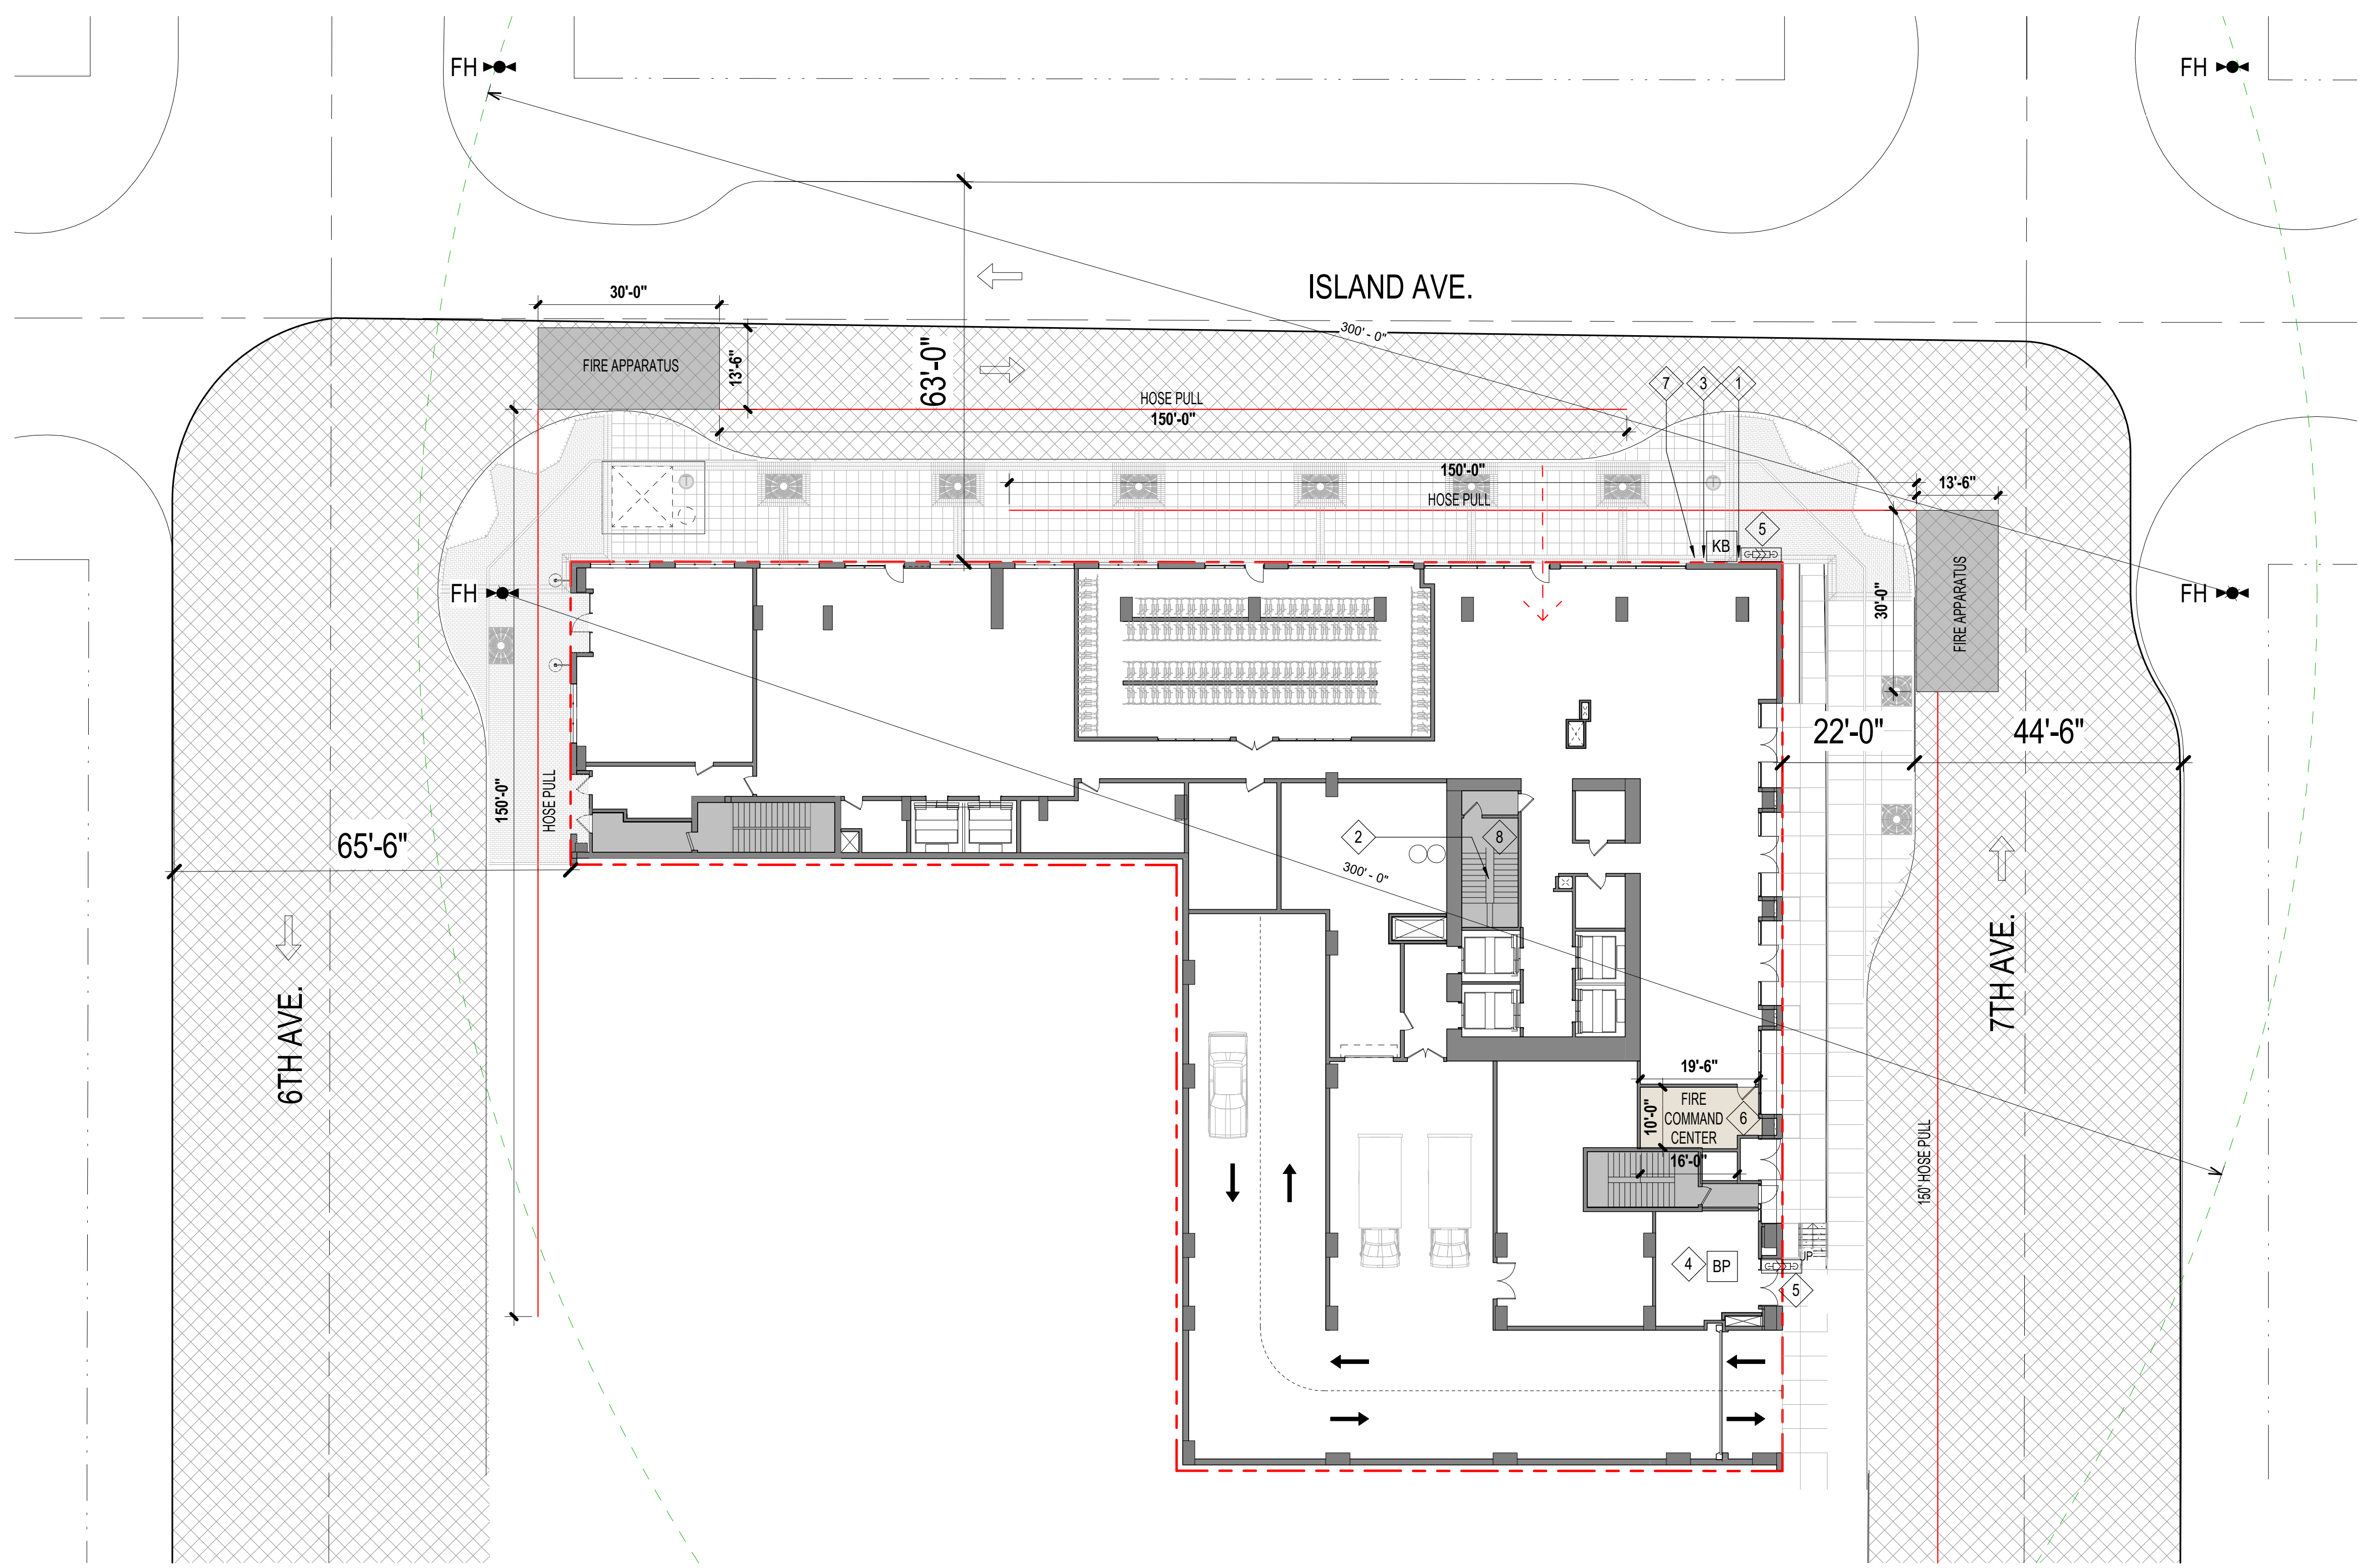 FH
FH
ISLAND AVE.
30'-0"
300' - 0"
FIRE APPARATUS
13'-6"
63'-0"
7
3
1
HOSE PULL
150'-0"
150'-0"
HOSE PULL
13'-6"
5
KB
FH
FH
30'-0"
FIRE APPARATUS
22'-0"
44'-6"
150'-0"
HOSE PULL
65'-6"
2
8
300' - 0"
6TH AVE.
7TH AVE.
19'-6"
10'-0"
FIRE
COMMAND
CENTER
6
16'-0"
150' HOSE PULL
4
BP
UP
5